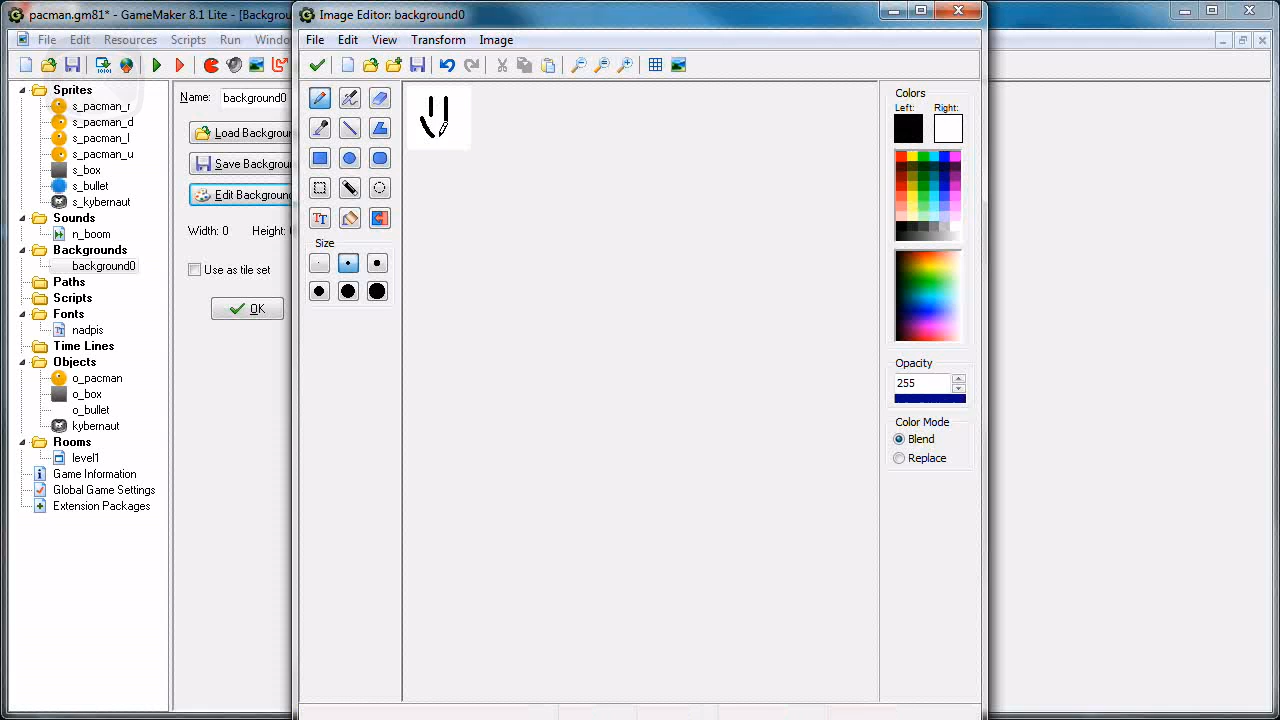 pacman.gm81* - GameMaker 8.1 Lite - [Backgroun
Image Editor: background0
File Edit Resources Scripts Run Windo
File Edit View Transform Image
Sprites
s_pacman_r
s_pacman_d
s_pacman_l
s_pacman_u
s_box
s_bullet
s_kybernaut
Sounds
n_boom
Backgrounds
background0
Paths
Scripts
Fonts
nadpis
Time Lines
Objects
o_pacman
o_box
o_bullet
kybernaut
Rooms
level1
Game Information
Global Game Settings
Extension Packages
Name: background0
Load Backgroun
Save Backgroun
Edit Background
Width: 0 Height:
Use as tile set
OK
Size
Colors
Left: Right:
Opacity
255
Color Mode
Blend
Replace